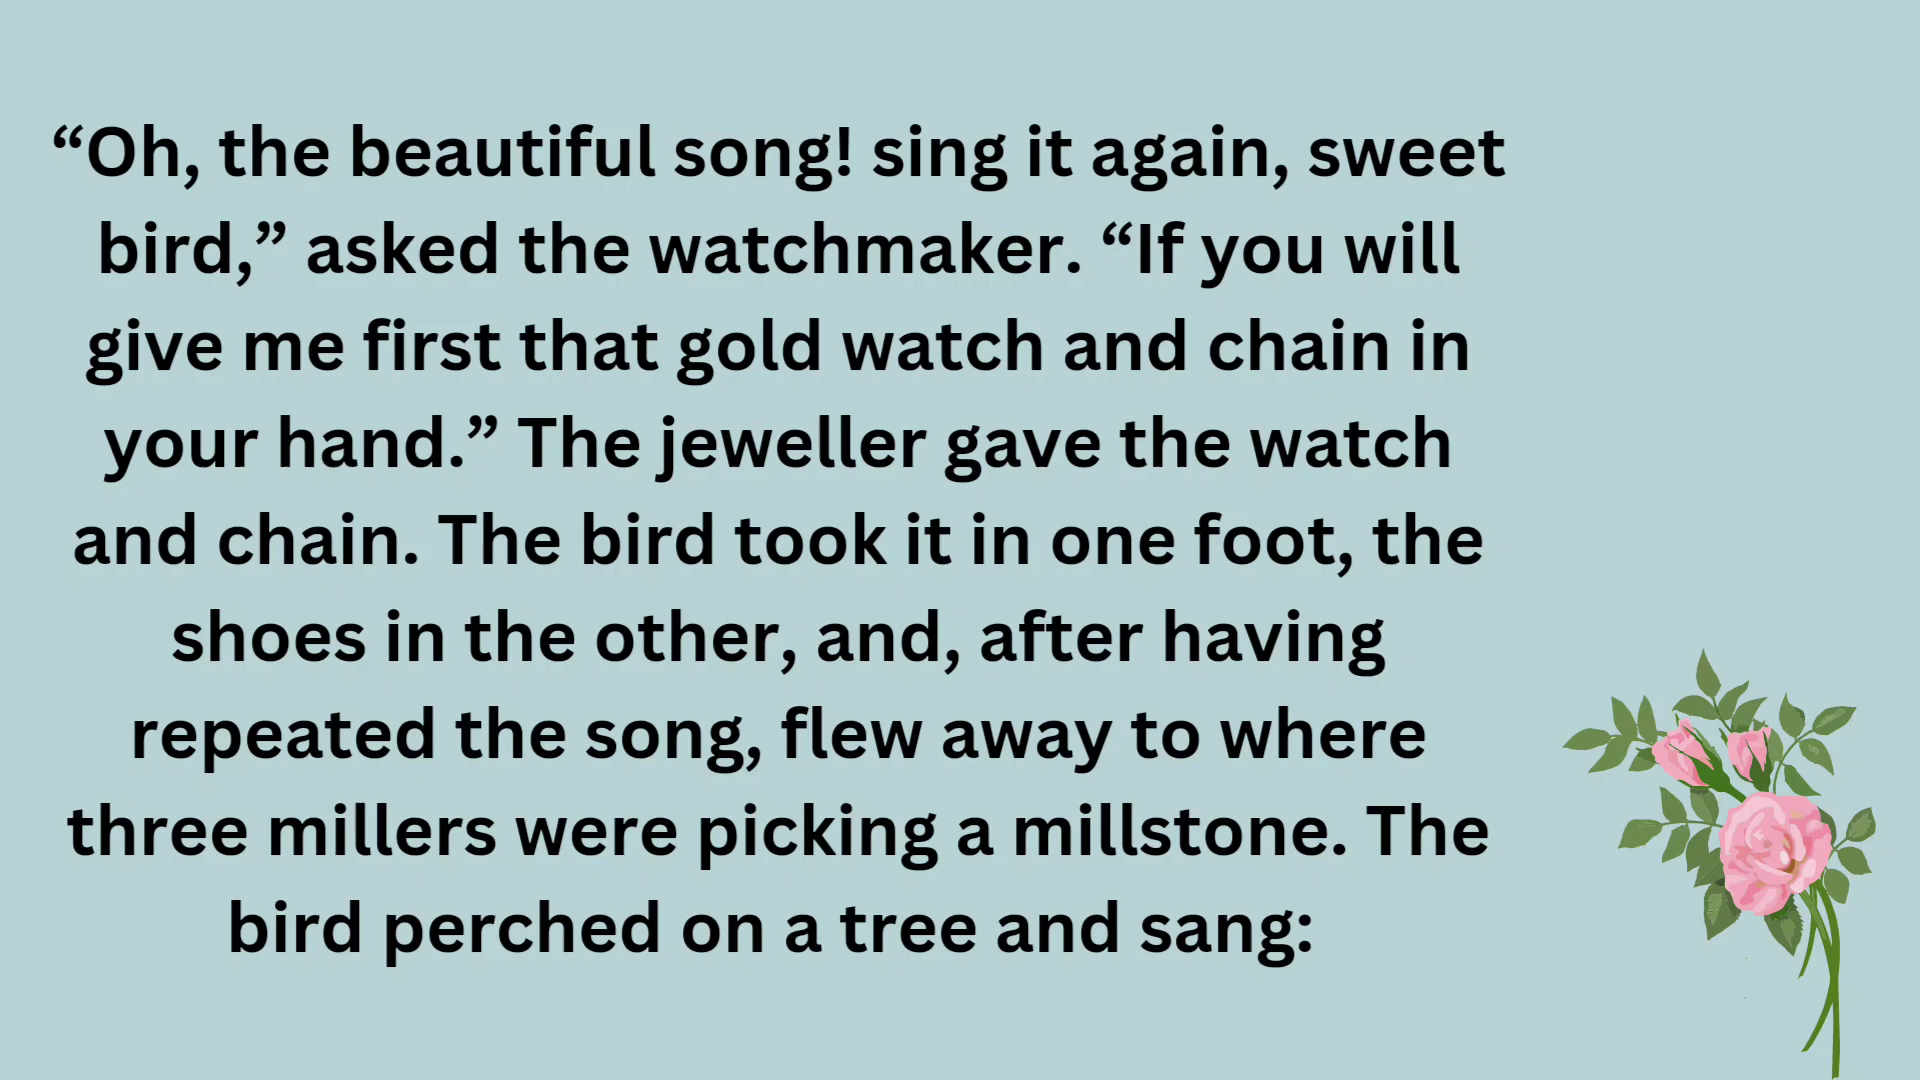 “Oh, the beautiful song! sing it again, sweet
bird,” asked the watchmaker. “If you will
give me first that gold watch and chain in
your hand.” The jeweller gave the watch
and chain. The bird took it in one foot, the
shoes in the other, and, after having
repeated the song, flew away to where
three millers were picking a millstone. The
bird perched on a tree and sang: